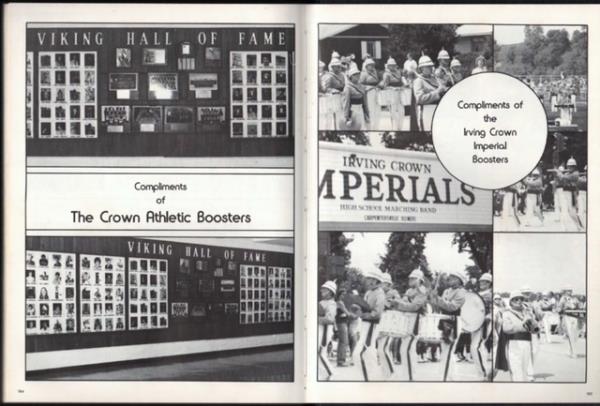 VIKING HALL OF FAME
Compliments
of
The Crown Athletic Boosters
VIKING HALL OF FAME
Compliments of
the
Irving Crown
Imperial
Boosters
IRVING CROWN
MPERIALS
HIGH SCHOOL MARCHING BAND
CARPENTERSVILLE ILLINOIS